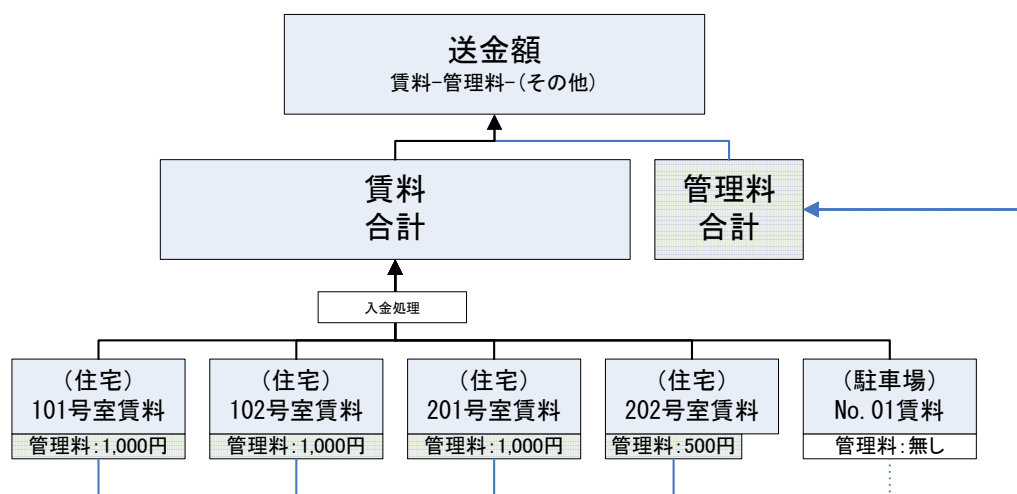 送金額
賃料-管理料-(その他)
賃料
合計
管理料
合計
入金処理
(住宅)
101号室賃料
管理料:1,000円
(住宅)
102号室賃料
管理料:1,000円
(住宅)
201号室賃料
管理料:1,000円
(住宅)
202号室賃料
管理料:500円
(駐車場)
No.01賃料
管理料:無し